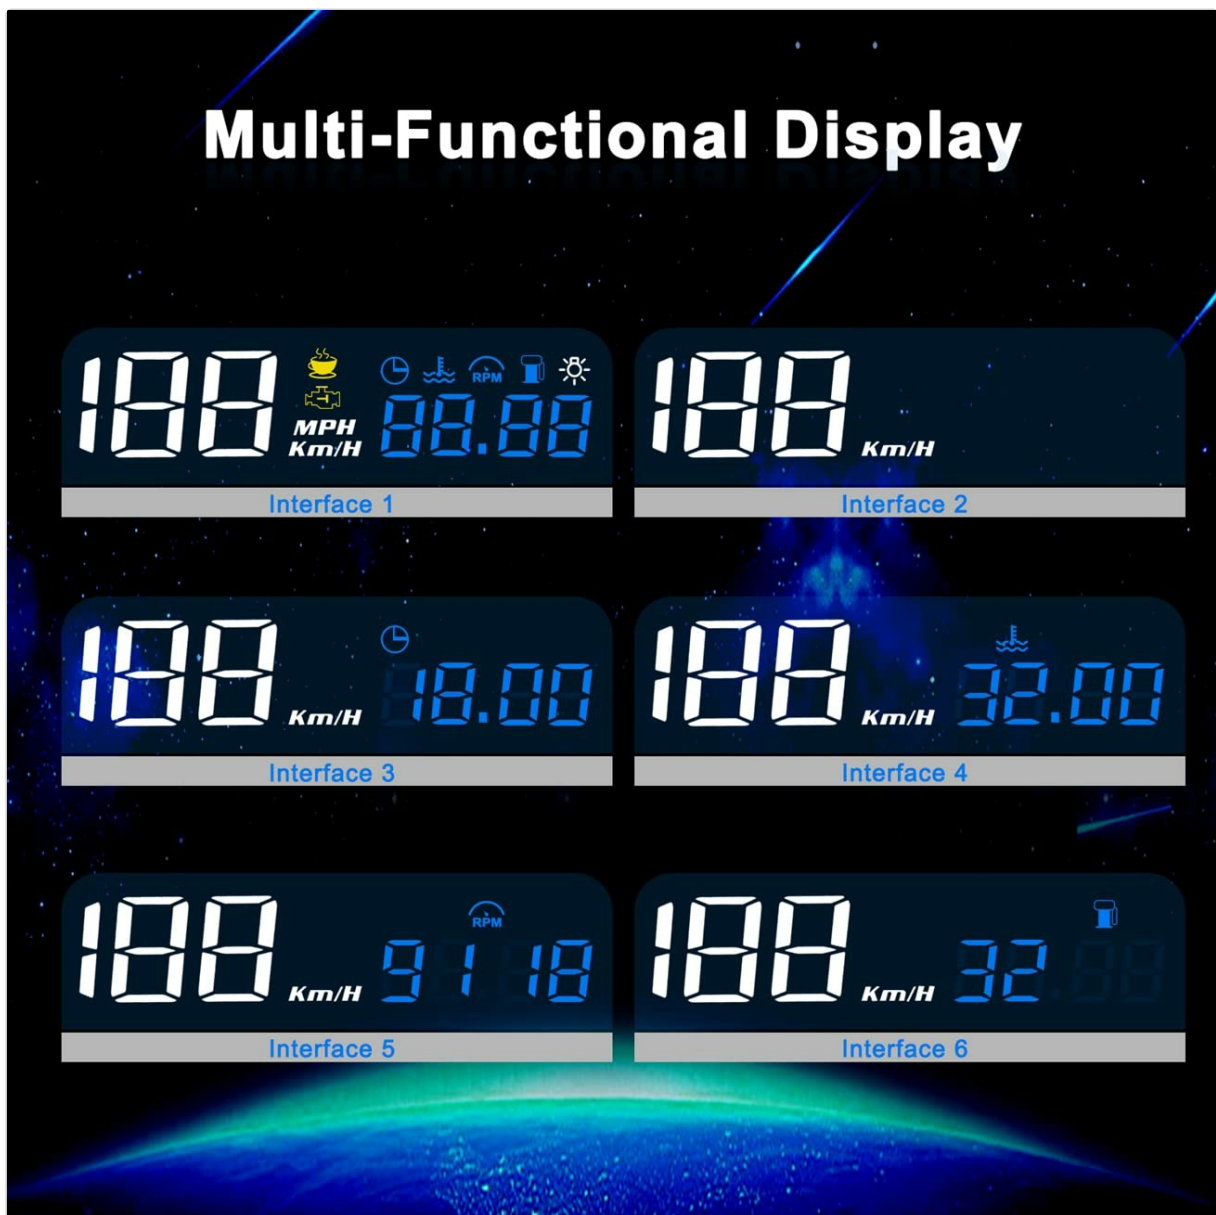 Multi-Functional Display
188
MPH
Km/H
RPM
88.88
Interface 1
188
Km/H
Interface 2
188
Km/H
18.00
Interface 3
188
Km/H
32.00
Interface 4
188
Km/H
RPM
9118
Interface 5
188
Km/H
32
Interface 6